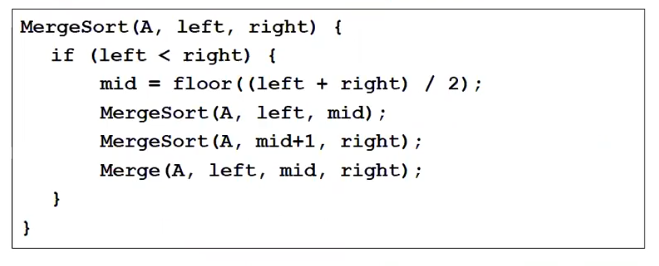 MergeSort(A, left, right) {
if (left < right) {
mid = floor((left + right) / 2);
MergeSort(A, left, mid);
MergeSort(A, mid+1, right);
Merge(A, left, mid, right);
}
}